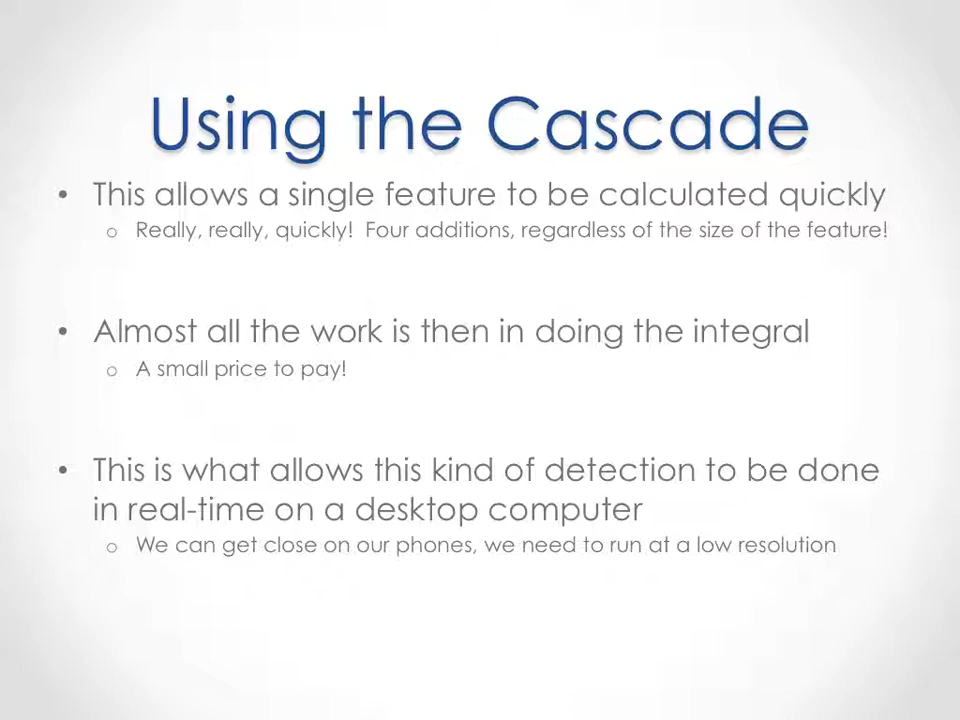 Using the Cascade
• This allows a single feature to be calculated quickly
o Really, really, quickly!  Four additions, regardless of the size of the feature!
• Almost all the work is then in doing the integral
o A small price to pay!
• This is what allows this kind of detection to be done
in real-time on a desktop computer
o We can get close on our phones, we need to run at a low resolution